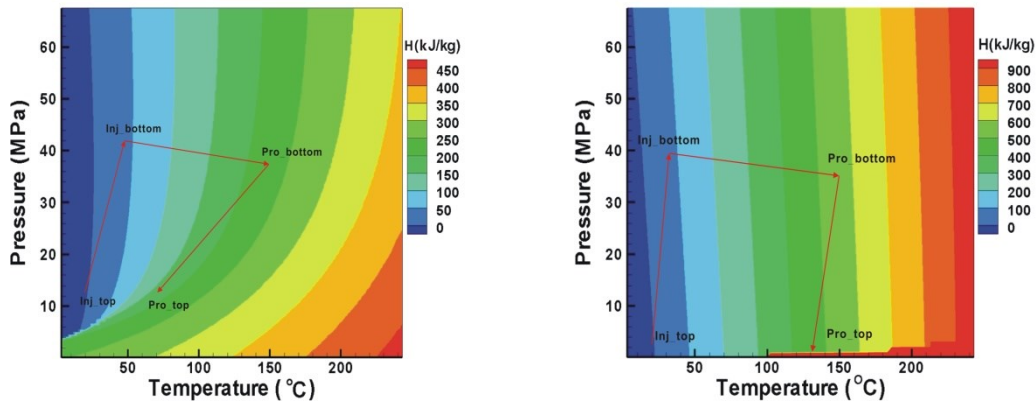 Pressure (MPa)
60
50
40
30
20
10
50
100
150
200
Temperature (°C)
Inj_bottom
Pro_bottom
Inj_top
Pro_top
H(kJ/kg)
450
400
350
300
250
200
150
100
50
0
Pressure (MPa)
60
50
40
30
20
10
50
100
150
200
Temperature (°C)
Inj_bottom
Pro_bottom
Inj_top
Pro_top
H(kJ/kg)
900
800
700
600
500
400
300
200
100
0